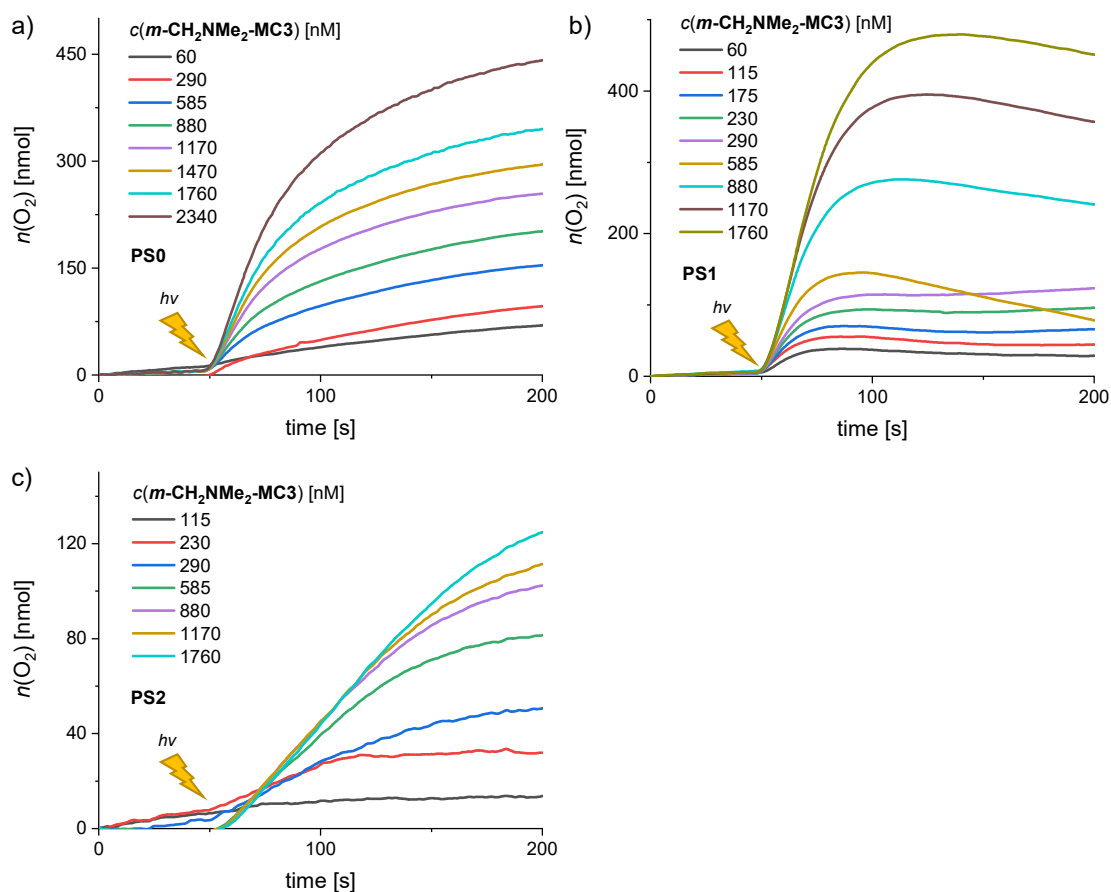 a)
c(m-CH₂NMe₂-MC3) [nM]
60
290
585
880
1170
1470
1760
2340
PS0
hv
n(O₂) [nmol]
450
300
150
0
0
100
200
time [s]
b)
c(m-CH₂NMe₂-MC3) [nM]
60
115
175
230
290
585
880
1170
1760
PS1
hv
n(O₂) [nmol]
400
200
0
0
100
200
time [s]
c)
c(m-CH₂NMe₂-MC3) [nM]
115
230
290
585
880
1170
1760
PS2
hv
n(O₂) [nmol]
120
80
40
0
0
100
200
time [s]